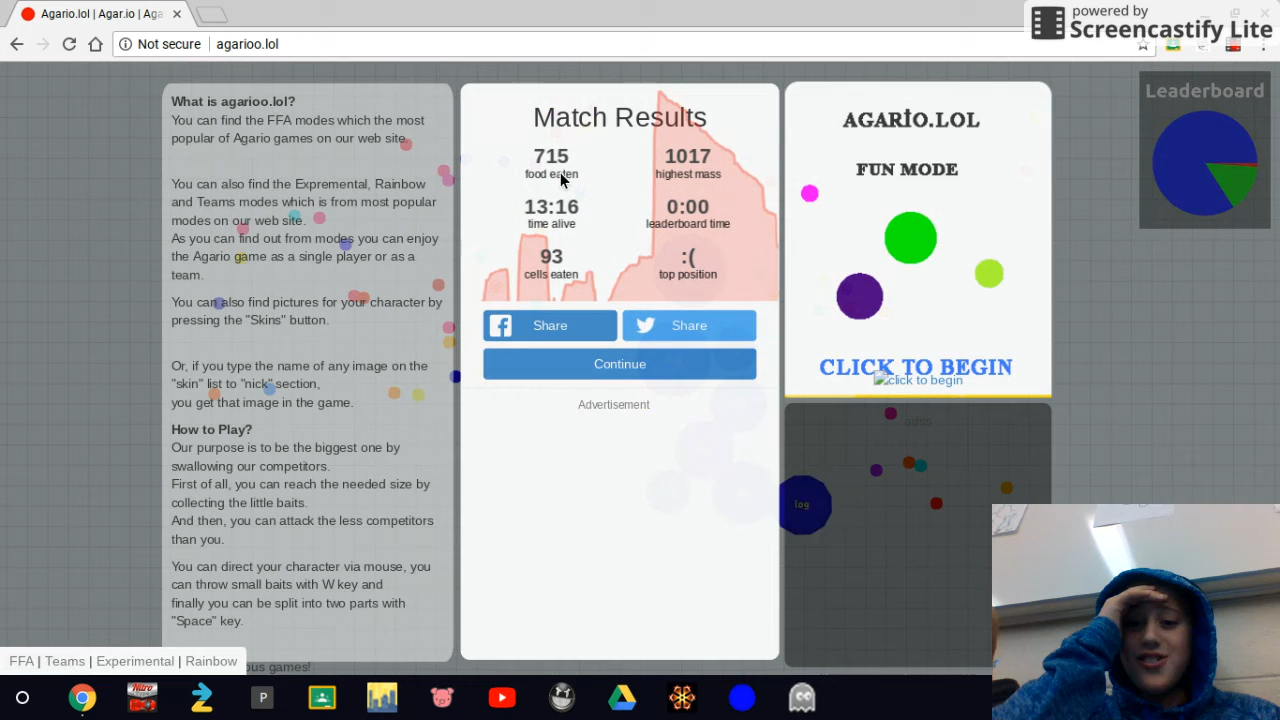 Agario.lol | Agar.io | Aga
powered by
Screencastify Lite
Not secure
agarioo.lol
What is agarioo.lol?
You can find the FFA modes which the most
popular of Agario games on our web site.
You can also find the Expremental, Rainbow
and Teams modes which is from most popular
modes on our web site.
As you can find out from modes you can enjoy
the Agario game as a single player or as a
team.
You can also find pictures for your character by
pressing the "Skins" button.
Or, if you type the name of any image on the
"skin" list to "nick" section,
you get that image in the game.
How to Play?
Our purpose is to be the biggest one by
swallowing our competitors.
First of all, you can reach the needed size by
collecting the little baits.
And then, you can attack the less competitors
than you.
You can direct your character via mouse, you
can throw small baits with W key and
finally you can be split into two parts with
"Space" key.
ous games!
FFA | Teams | Experimental | Rainbow
Match Results
715
food eaten
1017
highest mass
13:16
time alive
0:00
leaderboard time
93
cells eaten
:(
top position
Share
Share
Continue
Advertisement
AGARİO.LOL
FUN MODE
CLICK TO BEGIN
click to begin
adss
log
Leaderboard
Nitro
P